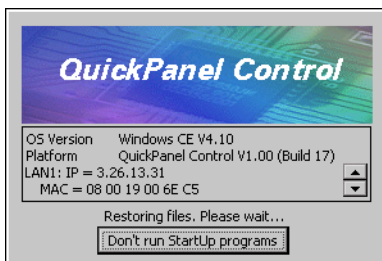 QuickPanel Control
OS Version Windows CE V4.10
Platform QuickPanel Control V1.00 (Build 17)
LAN1: IP = 3.26.13.31
MAC = 08 00 19 00 6E C5
Restoring files. Please wait...
Don't run StartUp programs